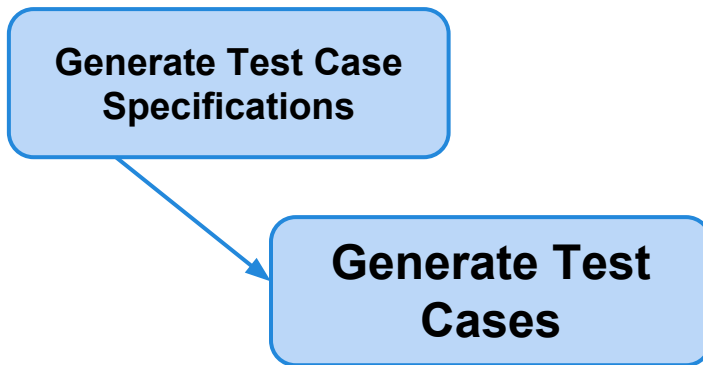 Generate Test Case
Specifications
Generate Test
Cases